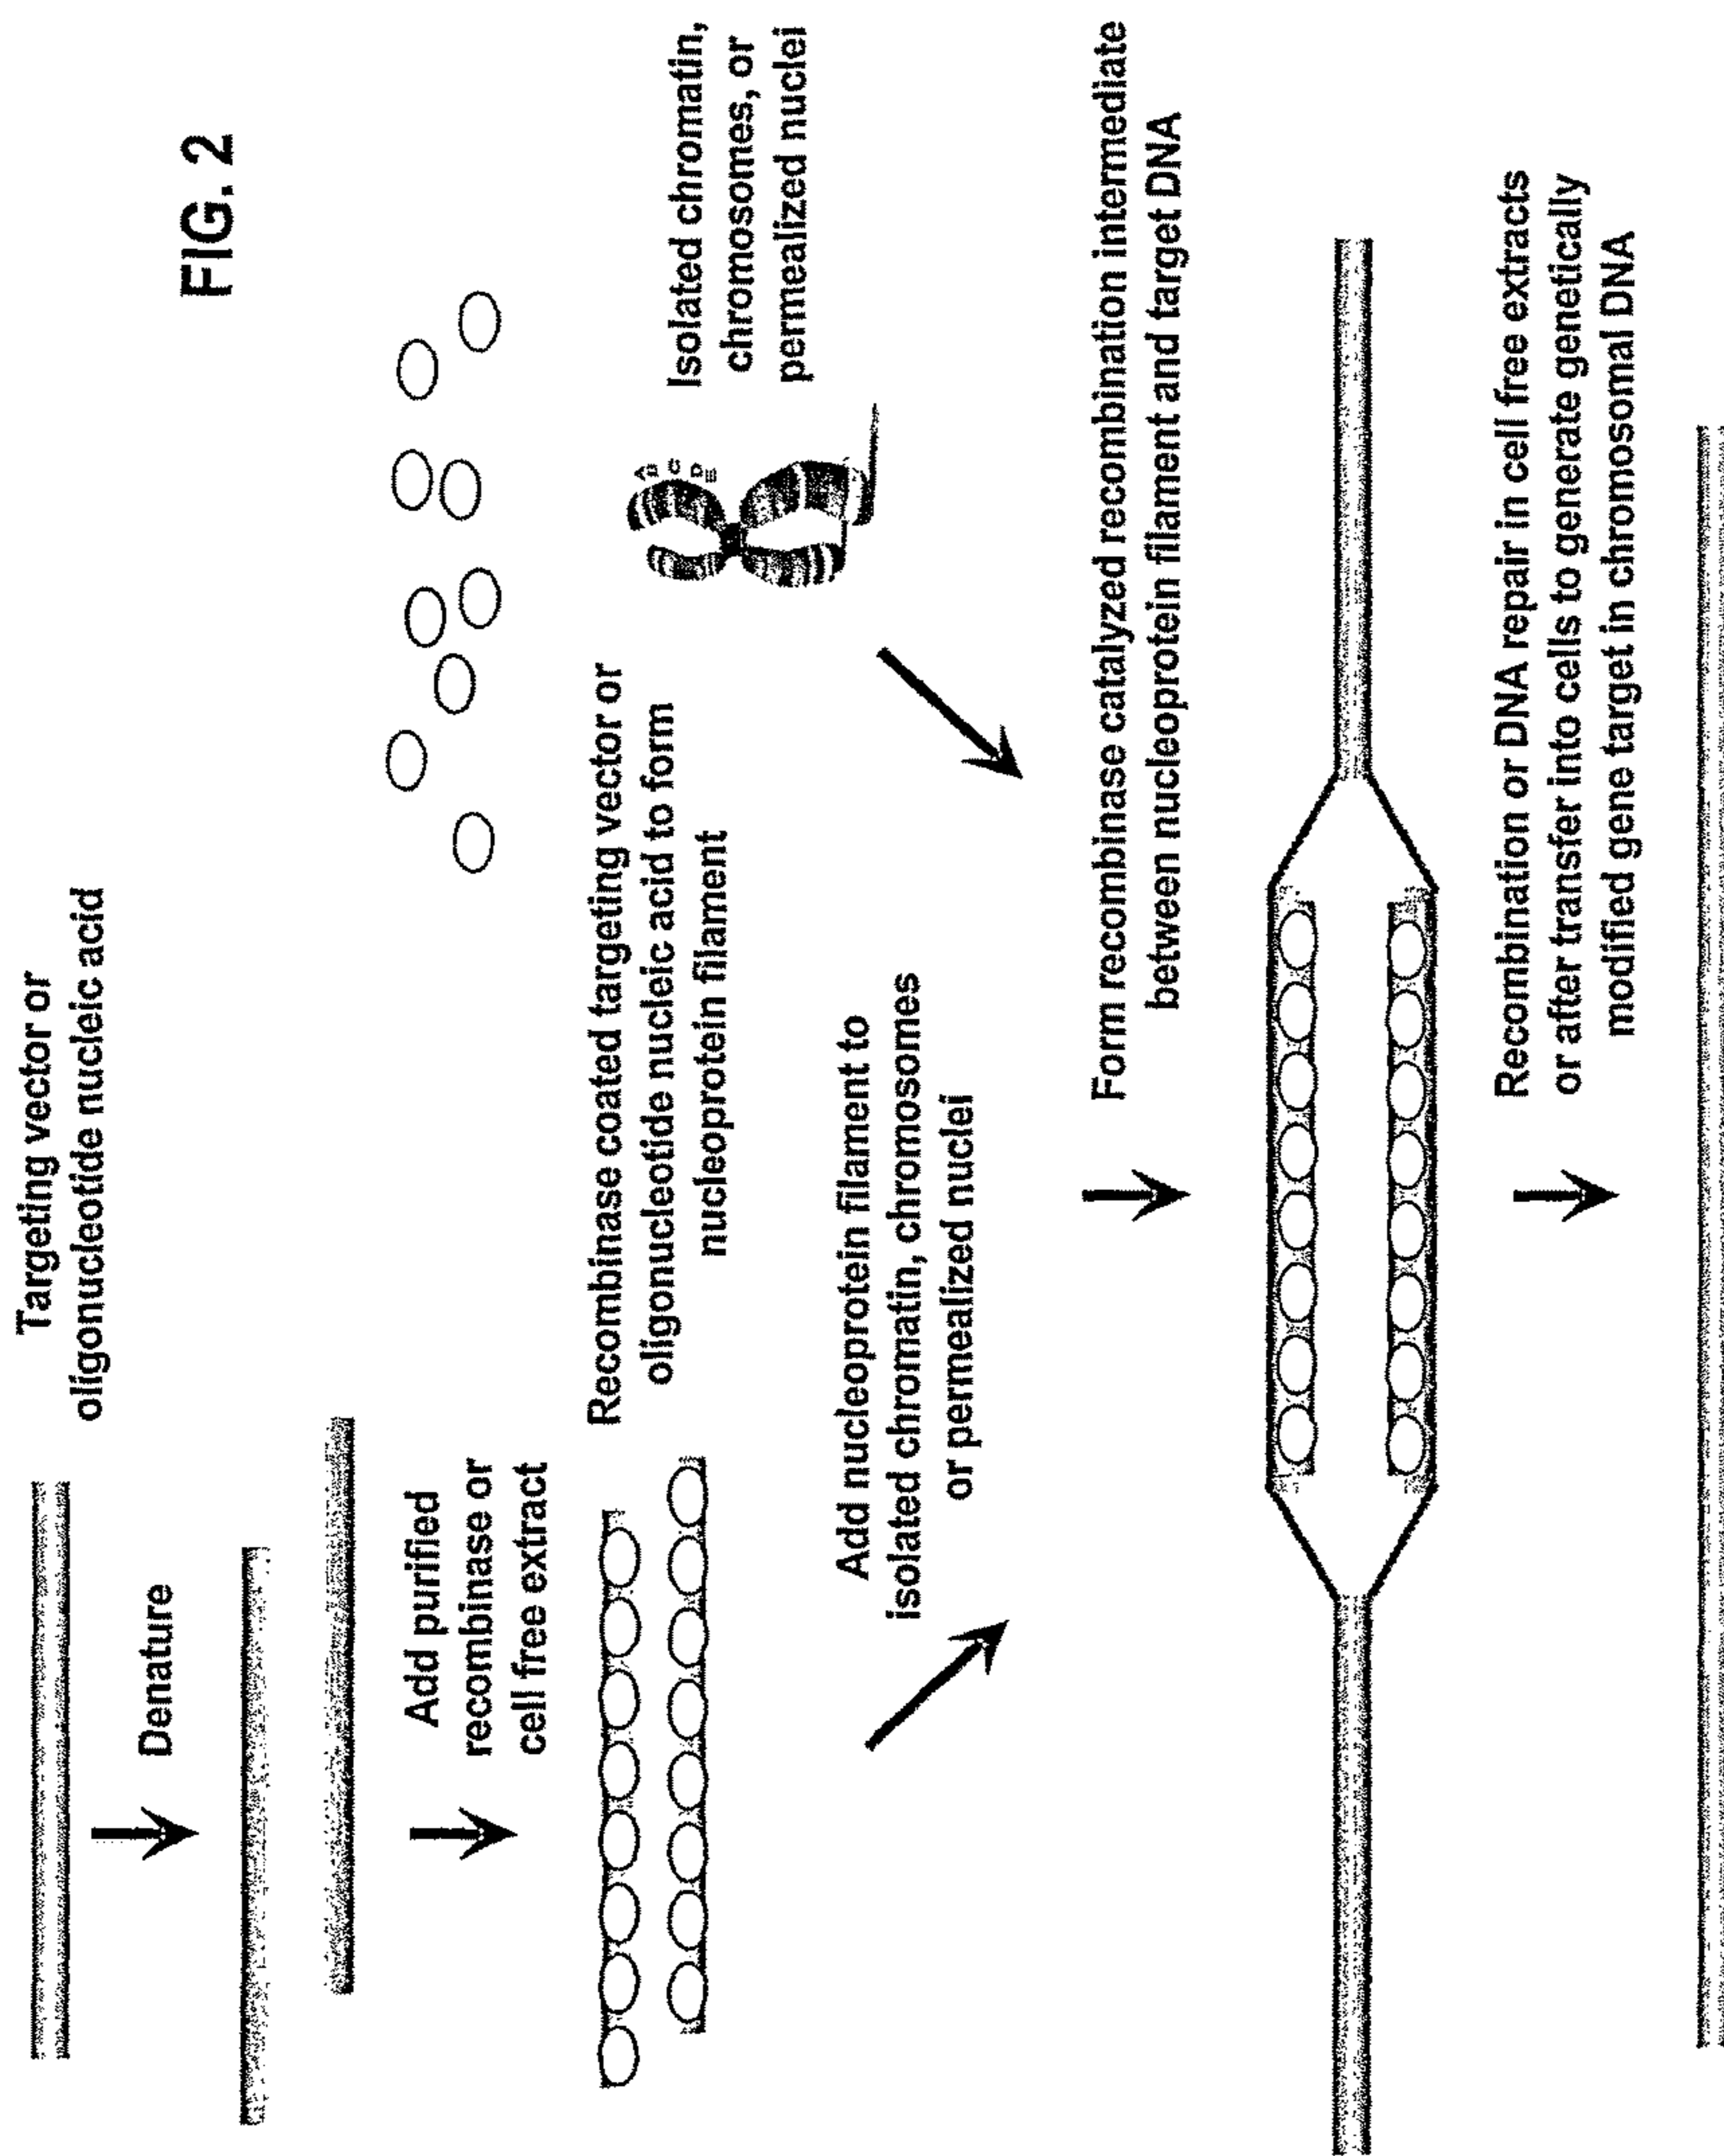 FIG. 2
Targeting vector or
oligonucleotide nucleic acid
Denature
Add purified
recombinase or
cell free extract
Recombinase coated targeting vector or
oligonucleotide nucleic acid to form
nucleoprotein filament
Isolated chromatin,
chromosomes, or
permealized nuclei
A
B
C
D
E
Add nucleoprotein filament to
isolated chromatin, chromosomes
or permealized nuclei
Form recombinase catalyzed recombination intermediate
between nucleoprotein filament and target DNA
Recombination or DNA repair in cell free extracts
or after transfer into cells to generate genetically
modified gene target in chromosomal DNA